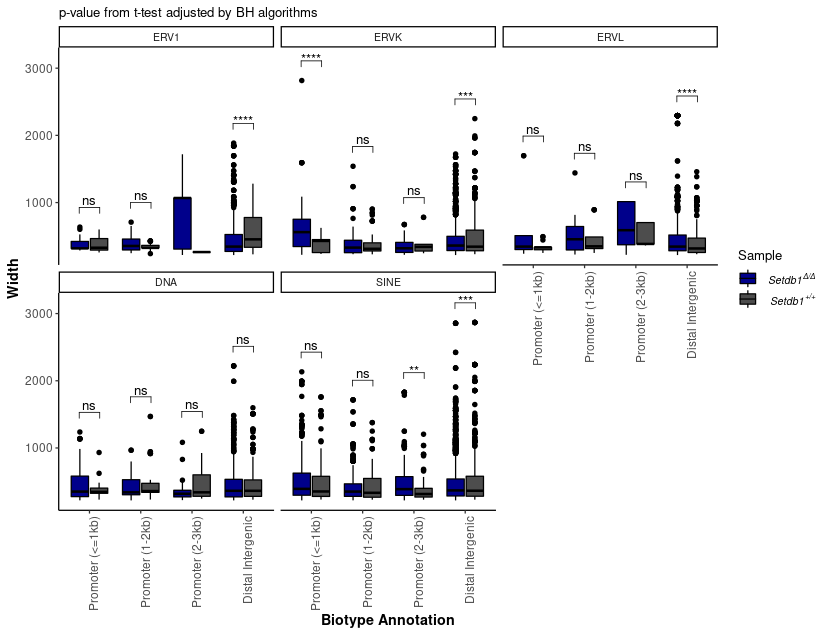 p-value from t-test adjusted by BH algorithms
ERV1
ERVK
ERVL
3000
2000
1000
ns
ns
****
****
ns
ns
***
ns
ns
ns
****
Promoter (<=1kb)
Promoter (1-2kb)
Promoter (2-3kb)
Distal Intergenic
DNA
SINE
3000
2000
1000
ns
ns
ns
ns
ns
ns
**
***
Promoter (<=1kb)
Promoter (1-2kb)
Promoter (2-3kb)
Distal Intergenic
Promoter (<=1kb)
Promoter (1-2kb)
Promoter (2-3kb)
Distal Intergenic
Width
Biotype Annotation
Sample
Setdb1Δ/Δ
Setdb1+/+